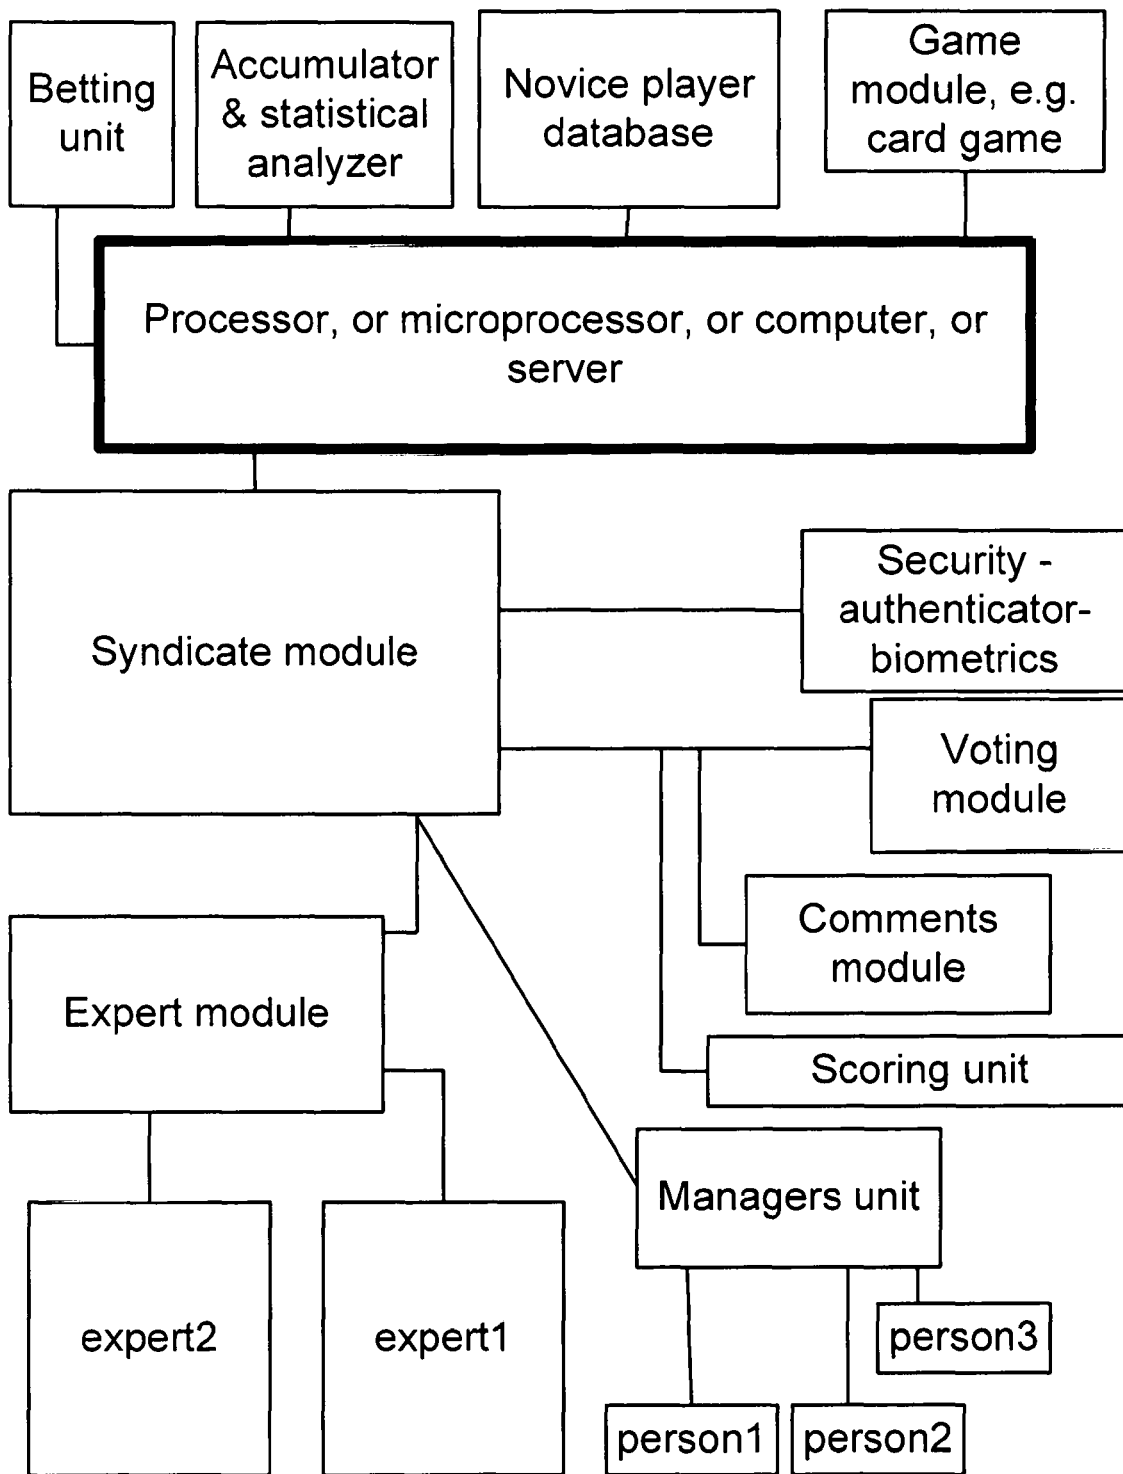 Betting
unit
Accumulator
& statistical
analyzer
Novice player
database
Game
module, e.g.
card game
Processor, or microprocessor, or computer, or
server
Syndicate module
Security -
authenticator-
biometrics
Voting
module
Comments
module
Expert module
Scoring unit
Managers unit
expert2
expert1
person3
person1
person2